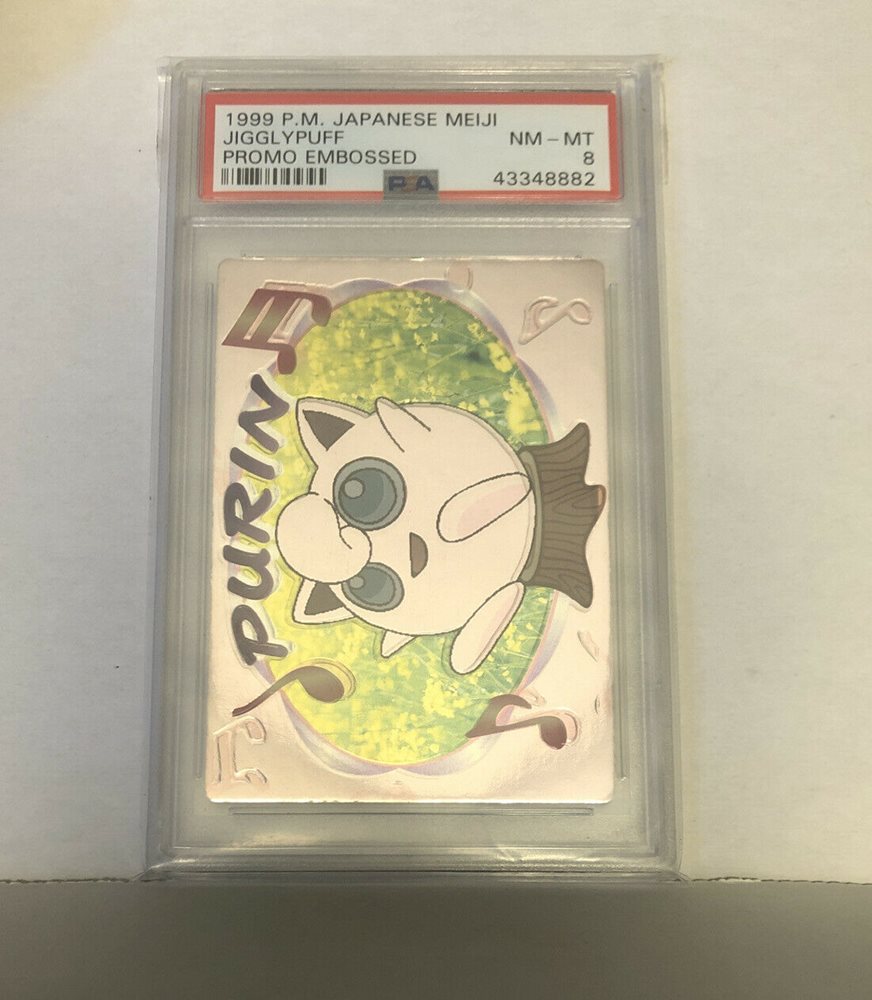 1999 P.M. JAPANESE MEIJI
JIGGLYPUFF NM-MT
PROMO EMBOSSED 8
PSA 43348882
PURIN